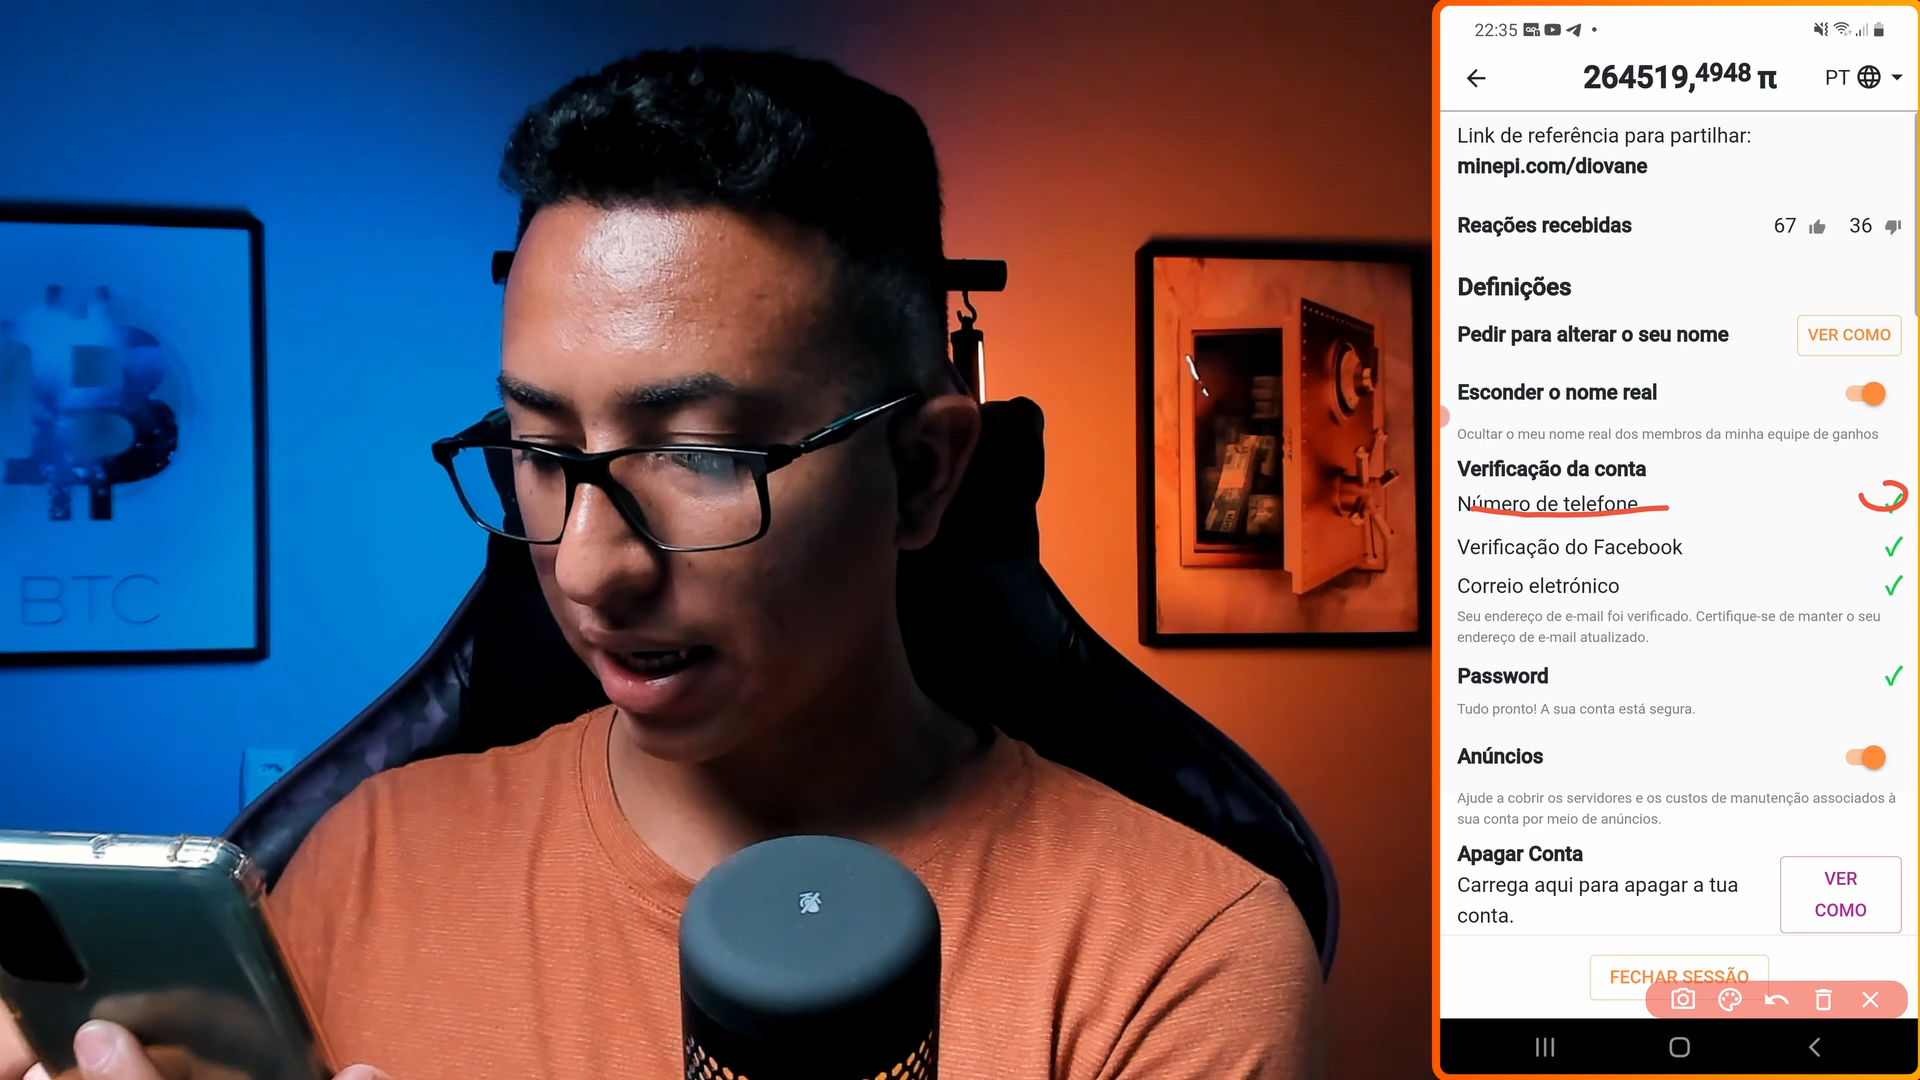 BTC
22:35
264519,4948 π
PT
Link de referência para partilhar:
minepi.com/diovane
Reações recebidas 67 36
Definições
Pedir para alterar o seu nome VER COMO
Esconder o nome real
Ocultar o meu nome real dos membros da minha equipe de ganhos
Verificação da conta
Número de telefone
Verificação do Facebook
Correio eletrónico
Seu endereço de e-mail foi verificado. Certifique-se de manter o seu
endereço de e-mail atualizado.
Password
Tudo pronto! A sua conta está segura.
Anúncios
Ajude a cobrir os servidores e os custos de manutenção associados à
sua conta por meio de anúncios.
Apagar Conta
Carrega aqui para apagar a tua
conta.
VER
COMO
FECHAR SESSÃO